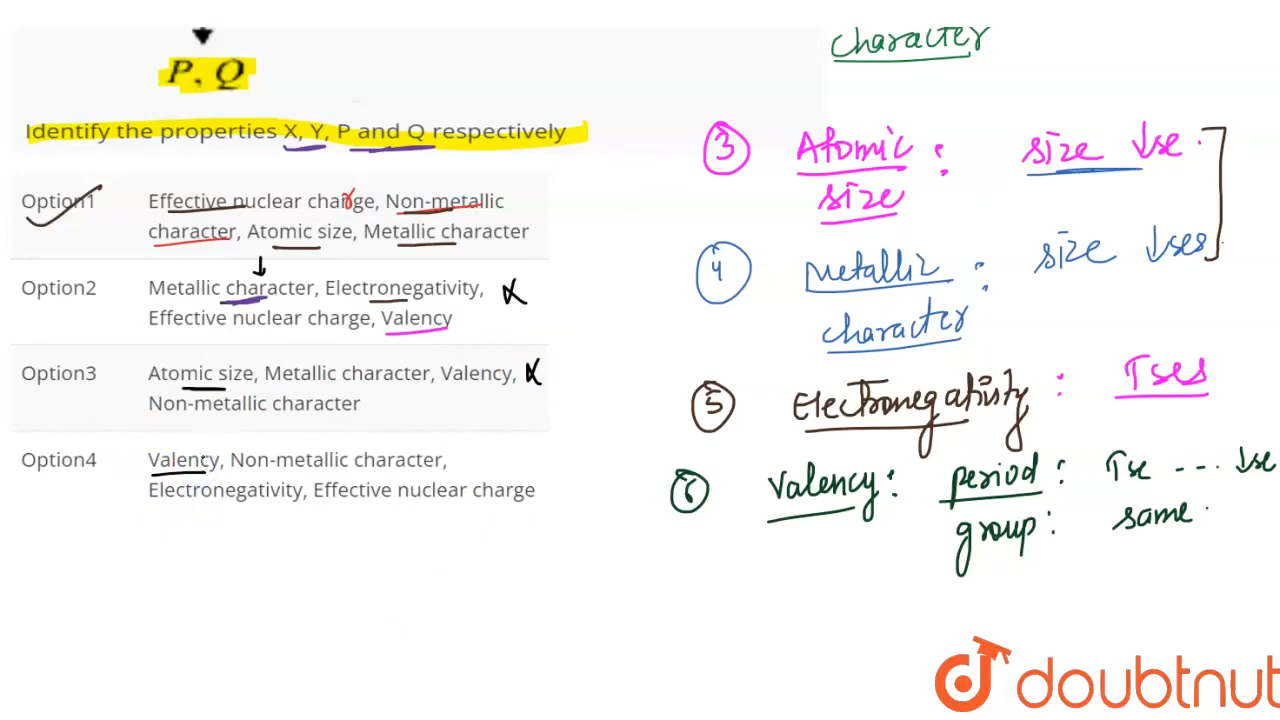 P, Q
Identify the properties X, Y, P and Q respectively
Option1 Effective nuclear charge, Non-metallic
character, Atomic size, Metallic character
Option2 Metallic character, Electronegativity,
Effective nuclear charge, Valency
Option3 Atomic size, Metallic character, Valency,
Non-metallic character
Option4 Valency, Non-metallic character,
Electronegativity, Effective nuclear charge
character
③ Atomic : size ↓se.
size
④ Metallic : size ↓ses
character
⑤ Electronegativity : ↑ses
⑥ Valency : period : ↑se --- ↓se
group : same.
doubtnut